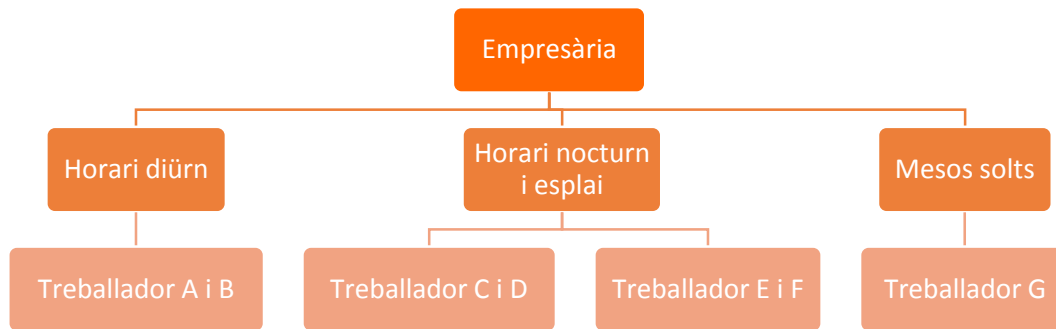 Empresària
Horari diürn
Horari nocturn
i esplai
Mesos solts
Treballador A i B
Treballador C i D
Treballador E i F
Treballador G